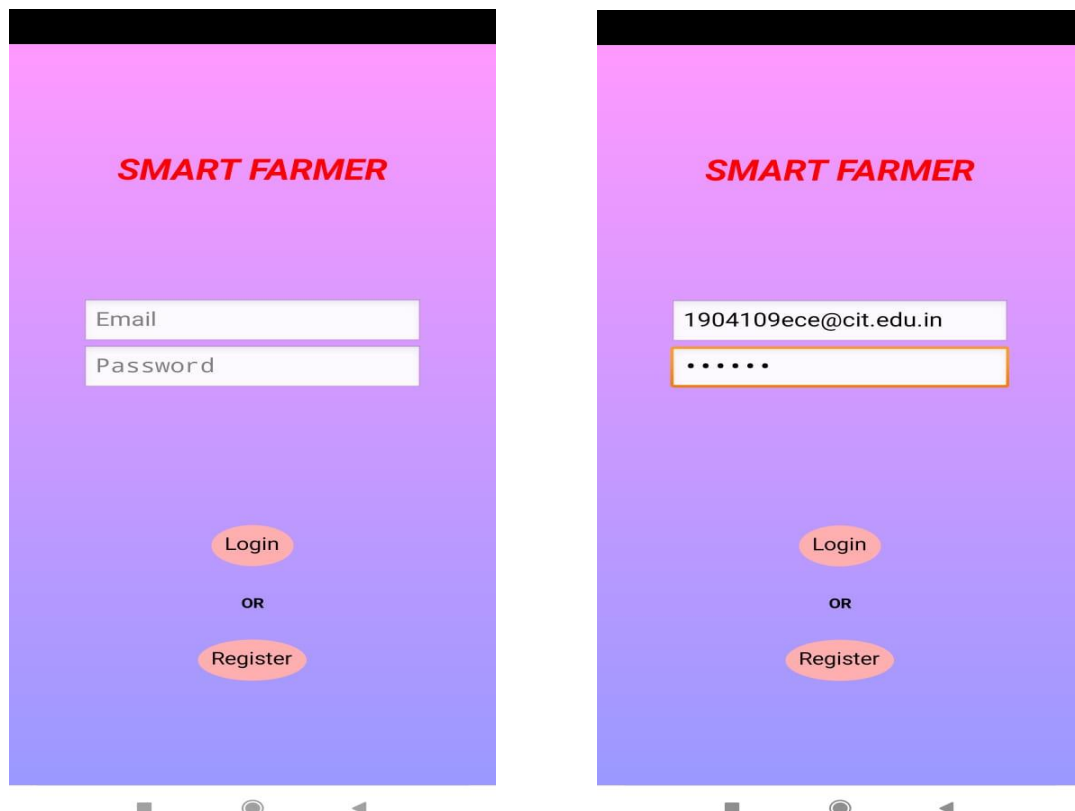 SMART FARMER
Email
Password
Login
OR
Register
SMART FARMER
1904109ece@cit.edu.in
••••••
Login
OR
Register